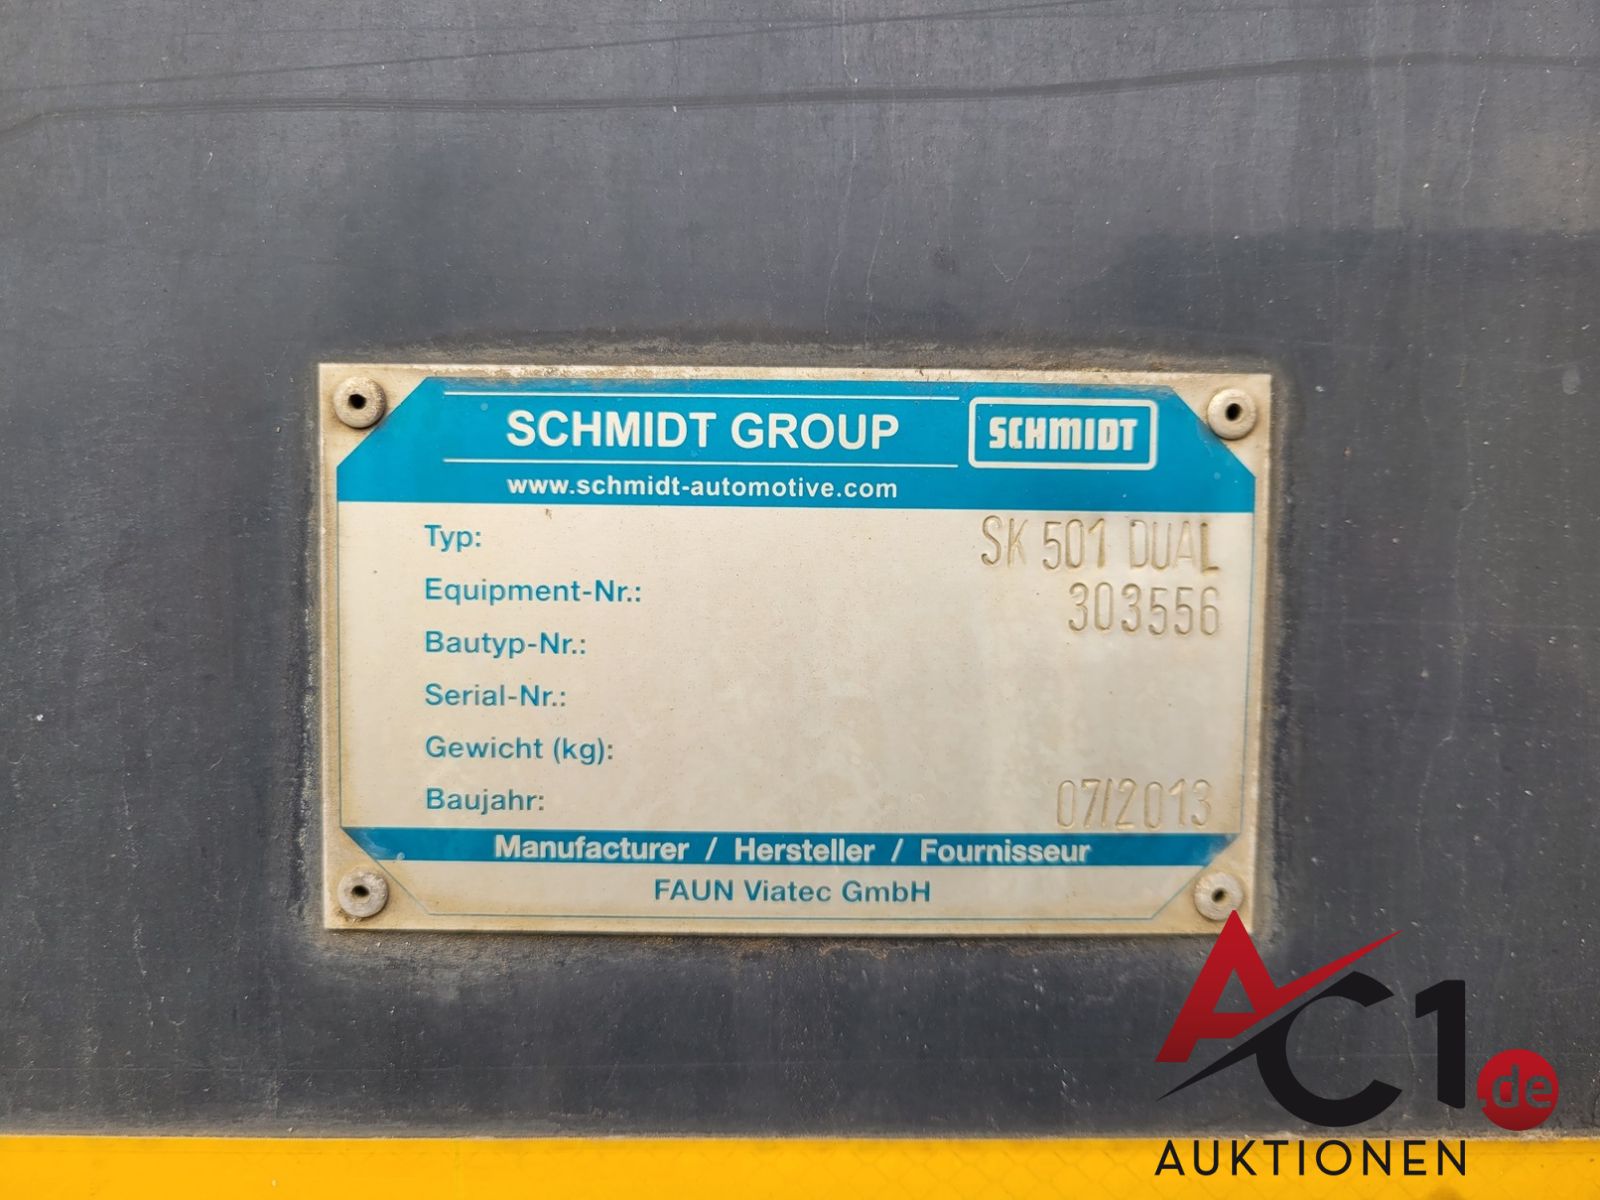 SCHMIDT GROUP SCHMIDT
www.schmidt-automotive.com
Typ: SK 501 DUAL
Equipment-Nr.: 303556
Bautyp-Nr.:
Serial-Nr.:
Gewicht (kg):
Baujahr: 07/2013
Manufacturer / Hersteller / Fournisseur
FAUN Viatec GmbH
AC1.de
AUKTIONEN